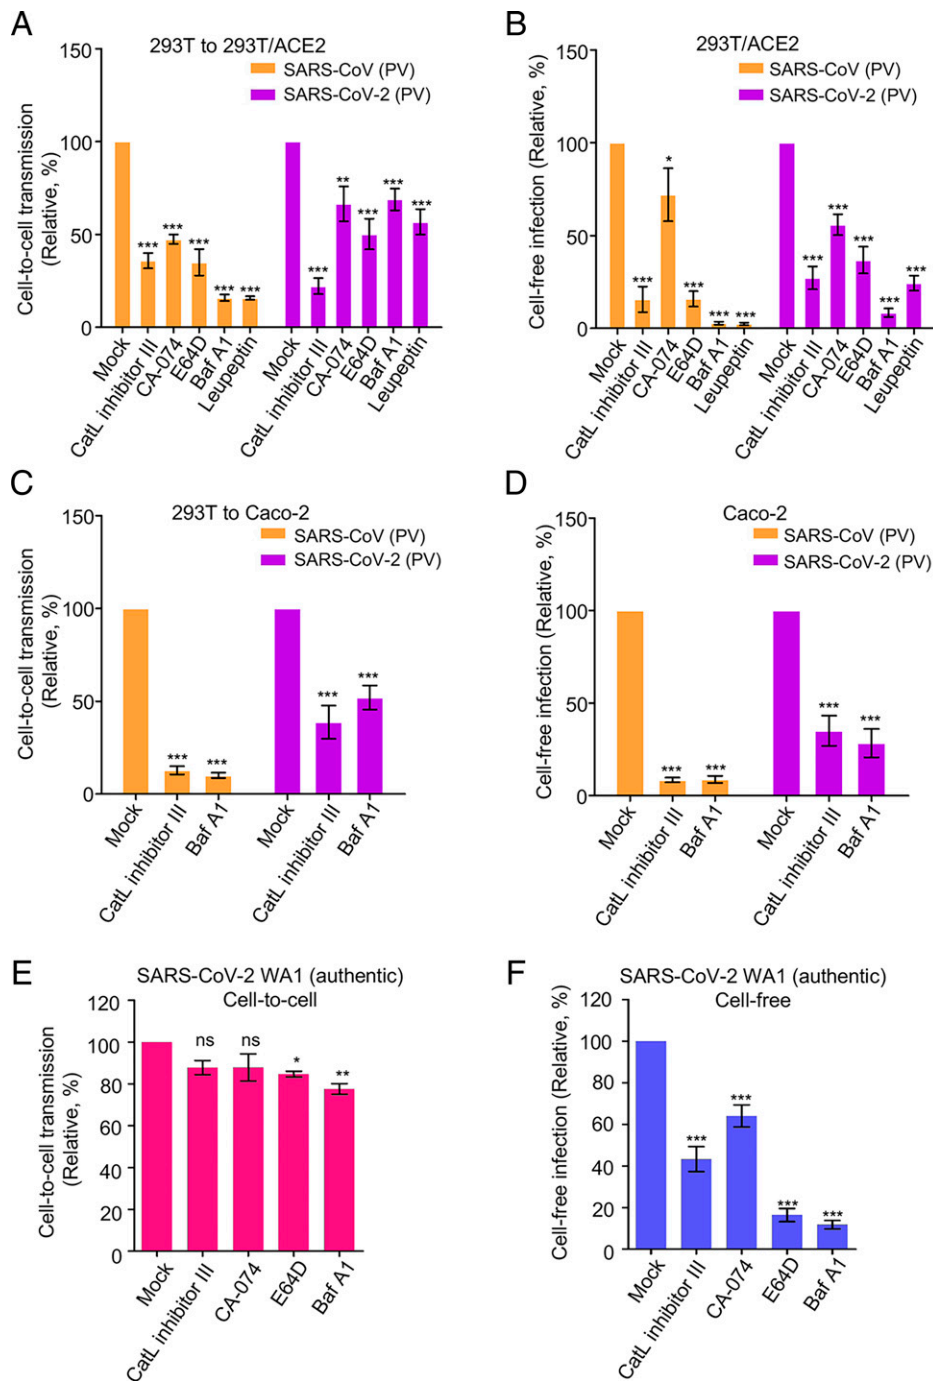 A
293T to 293T/ACE2
SARS-CoV (PV)
SARS-CoV-2 (PV)
Cell-to-cell transmission
(Relative, %)
150
100
50
0
***
***
***
***
***
***
**
***
***
***
Mock
CatL inhibitor III
CA-074
E64D
Baf A1
Leupeptin
Mock
CatL inhibitor III
CA-074
E64D
Baf A1
Leupeptin
B
293T/ACE2
SARS-CoV (PV)
SARS-CoV-2 (PV)
Cell-free infection (Relative, %)
150
100
50
0
***
*
***
***
***
***
***
***
***
***
Mock
CatL inhibitor III
CA-074
E64D
Baf A1
Leupeptin
Mock
CatL inhibitor III
CA-074
E64D
Baf A1
Leupeptin
C
293T to Caco-2
SARS-CoV (PV)
SARS-CoV-2 (PV)
Cell-to-cell transmission
(Relative, %)
150
100
50
0
***
***
***
***
Mock
CatL inhibitor III
Baf A1
Mock
CatL inhibitor III
Baf A1
D
Caco-2
SARS-CoV (PV)
SARS-CoV-2 (PV)
Cell-free infection (Relative, %)
150
100
50
0
***
***
***
***
Mock
CatL inhibitor III
Baf A1
Mock
CatL inhibitor III
Baf A1
E
SARS-CoV-2 WA1 (authentic)
Cell-to-cell
Cell-to-cell transmission
(Relative, %)
120
100
80
60
40
20
0
ns
ns
*
**
Mock
CatL inhibitor III
CA-074
E64D
Baf A1
F
SARS-CoV-2 WA1 (authentic)
Cell-free
Cell-free infection (Relative, %)
120
100
80
60
40
20
0
***
***
***
***
Mock
CatL inhibitor III
CA-074
E64D
Baf A1